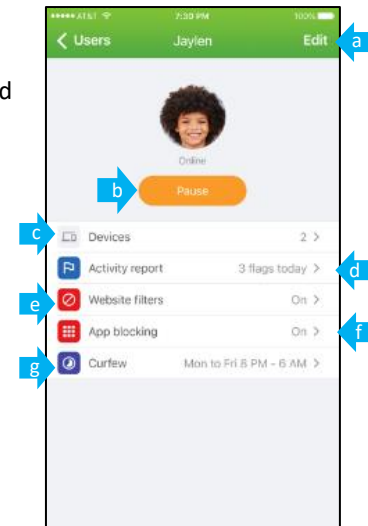 AT&T 7:30 PM 100%
Users Jaylen Edit a
d
Online
b Pause
c Devices 2
Activity report 3 flags today d
e Website filters On
App blocking On f
g Curfew Mon to Fri 8 PM – 6 AM